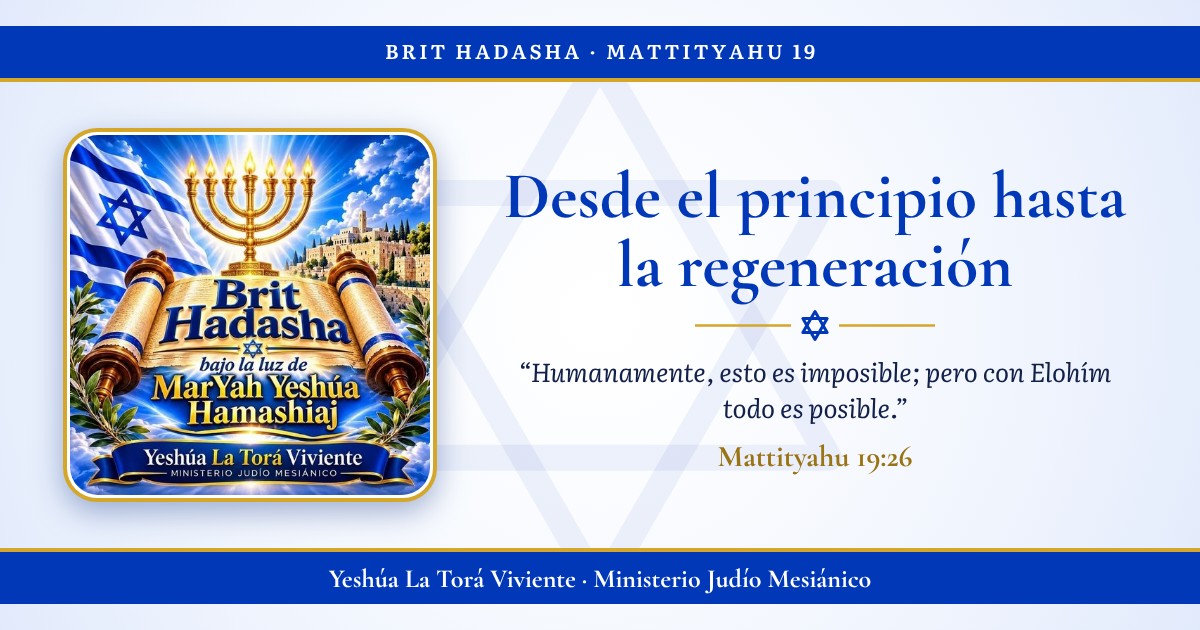 BRIT HADASHA · MATTITYAHU 19
Brit
Hadasha
bajo la luz de
MarYah Yeshúa
Hamashiaj
Yeshúa La Torá Viviente
MINISTERIO JUDÍO MESIÁNICO
Desde el principio hasta
la regeneración
“Humanamente, esto es imposible; pero con Elohím
todo es posible.”
Mattityahu 19:26
Yeshúa La Torá Viviente · Ministerio Judío Mesiánico